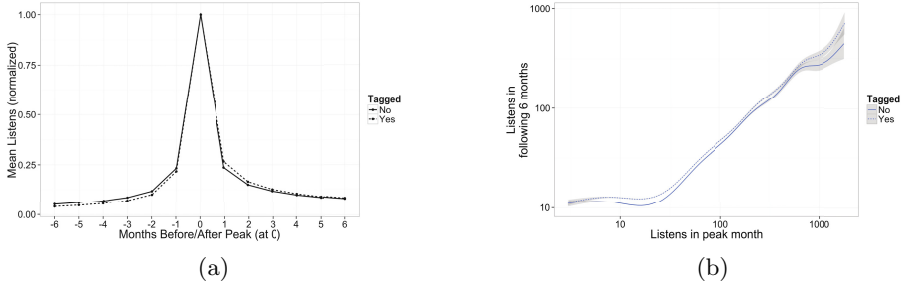 1.00
0.75
0.50
0.25
0.00
Mean Listens (normalized)
-6 -5 -4 -3 -2 -1 0 1 2 3 4 5 6
Months Before/After Peak (at 0)
Tagged
No
Yes
(a)
1000
100
10
Listens in
following 6 months
10 100 1000
Listens in peak month
Tagged
No
Yes
(b)